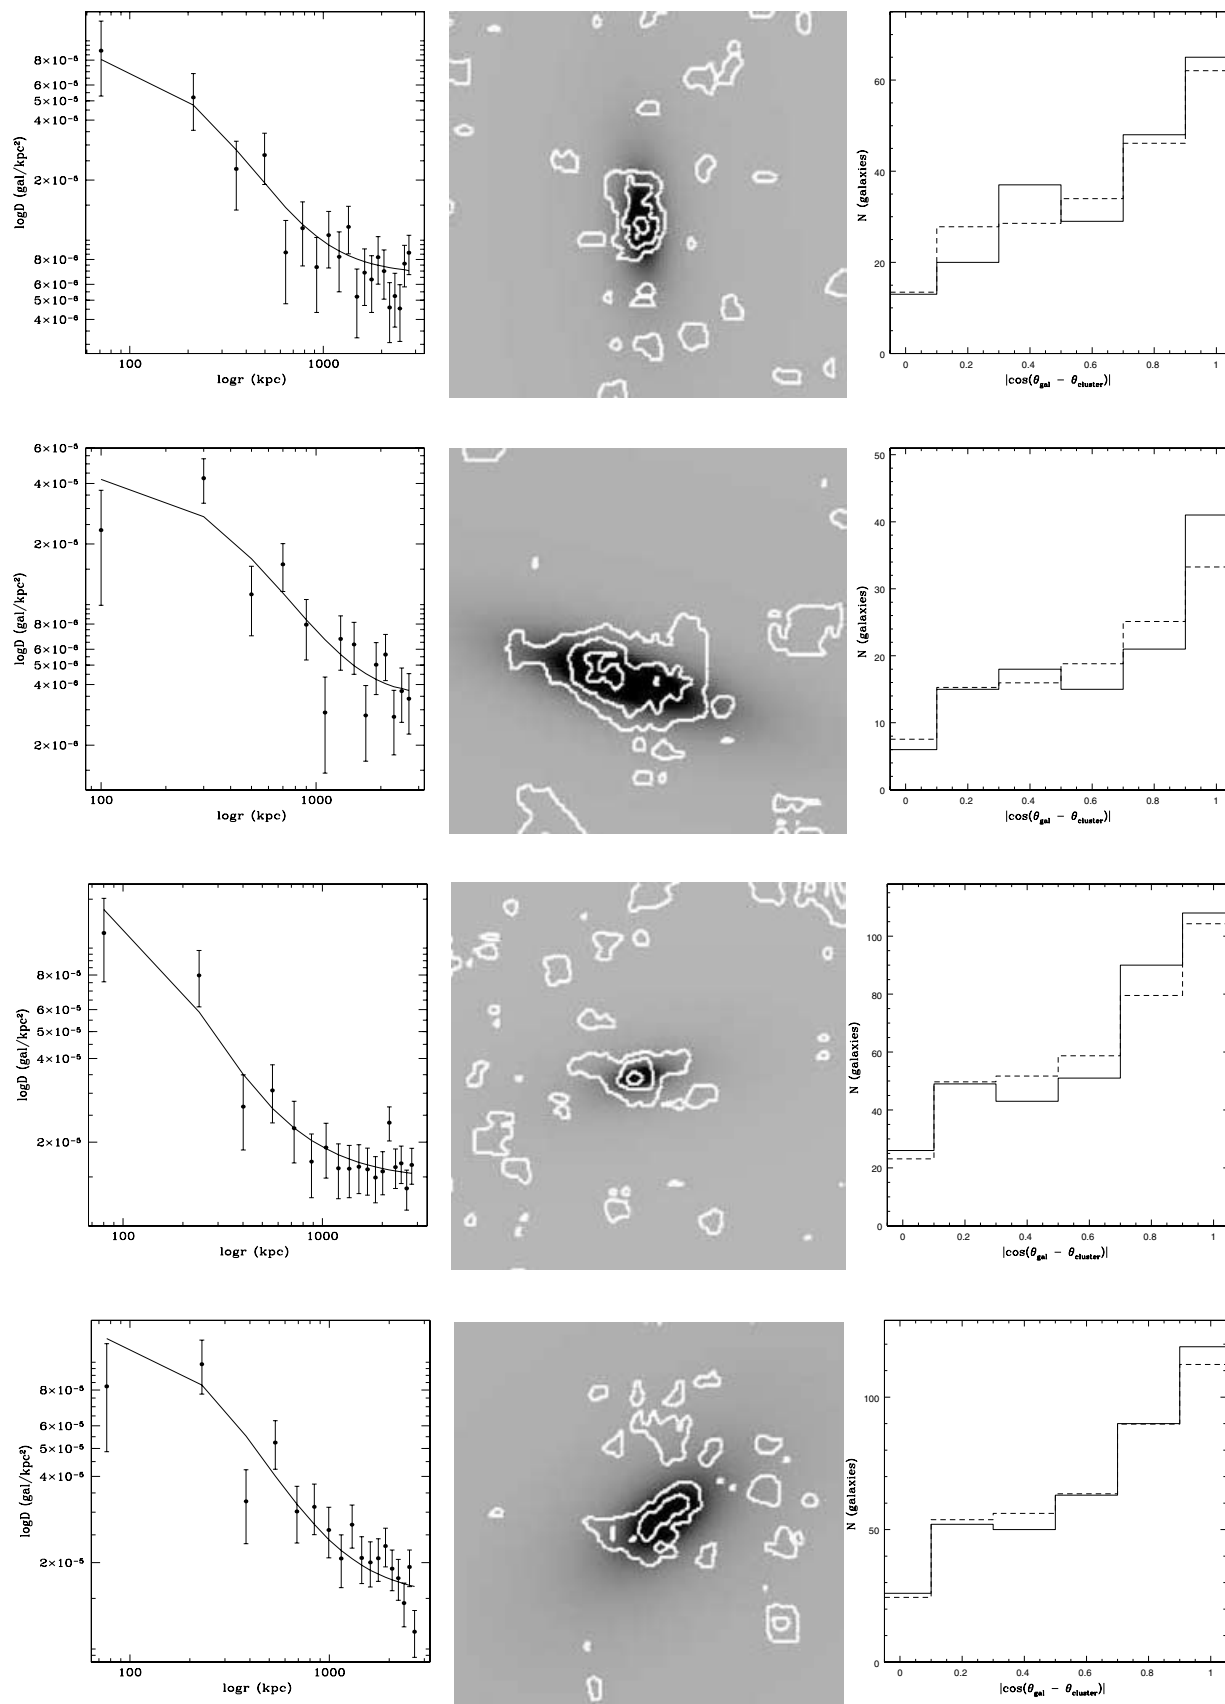 8×10⁻⁵
6×10⁻⁵
5×10⁻⁵
4×10⁻⁵
2×10⁻⁵
8×10⁻⁶
6×10⁻⁶
5×10⁻⁶
4×10⁻⁶
logD (gal/kpc²)
100 1000
logr (kpc)
60
40
20
0
N (galaxies)
0 0.2 0.4 0.6 0.8 1
|cos(θgal − θcluster)|
6×10⁻⁵
4×10⁻⁵
2×10⁻⁵
8×10⁻⁶
6×10⁻⁶
5×10⁻⁶
4×10⁻⁶
2×10⁻⁶
logD (gal/kpc²)
100 1000
logr (kpc)
50
40
30
20
10
0
N (galaxies)
0 0.2 0.4 0.6 0.8 1
|cos(θgal − θcluster)|
8×10⁻⁵
6×10⁻⁵
5×10⁻⁵
4×10⁻⁵
2×10⁻⁵
logD (gal/kpc²)
100 1000
logr (kpc)
100
80
60
40
20
0
N (galaxies)
0 0.2 0.4 0.6 0.8 1
|cos(θgal − θcluster)|
8×10⁻⁵
6×10⁻⁵
5×10⁻⁵
4×10⁻⁵
2×10⁻⁵
logD (gal/kpc²)
100 1000
logr (kpc)
100
50
0
N (galaxies)
0 0.2 0.4 0.6 0.8 1
|cos(θgal − θcluster)|